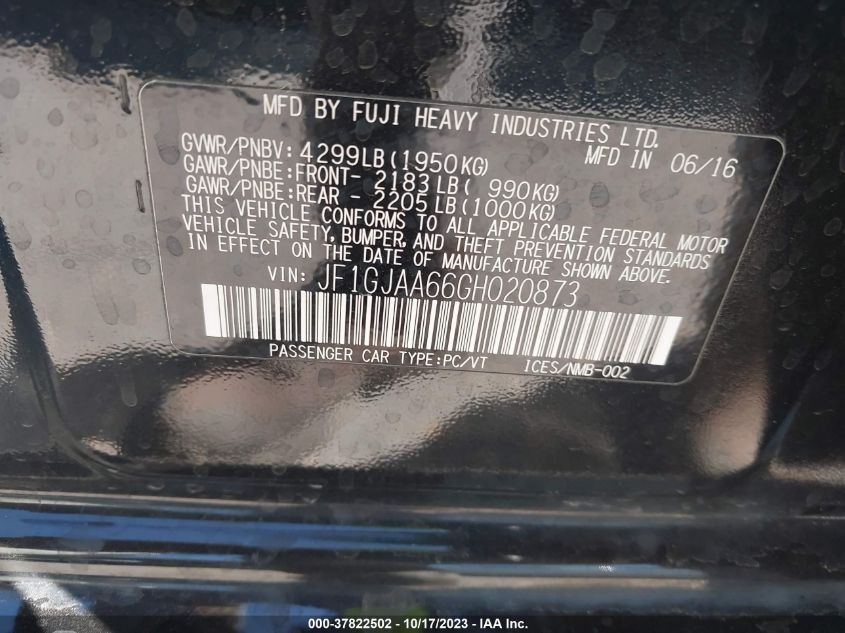 MFD BY FUJI HEAVY INDUSTRIES LTD.
GVWR/PNBV: 4299LB(1950KG) MFD IN 06/16
GAWR/PNBE:FRONT- 2183LB( 990KG)
GAWR/PNBE:REAR - 2205LB(1000KG)
THIS VEHICLE CONFORMS TO ALL APPLICABLE FEDERAL MOTOR
VEHICLE SAFETY, BUMPER, AND THEFT PREVENTION STANDARDS
IN EFFECT ON THE DATE OF MANUFACTURE SHOWN ABOVE.
VIN: JF1GJAA66GH020873
PASSENGER CAR TYPE:PC/VT ICES/NMB-002
000-37822502 - 10/17/2023 - IAA Inc.